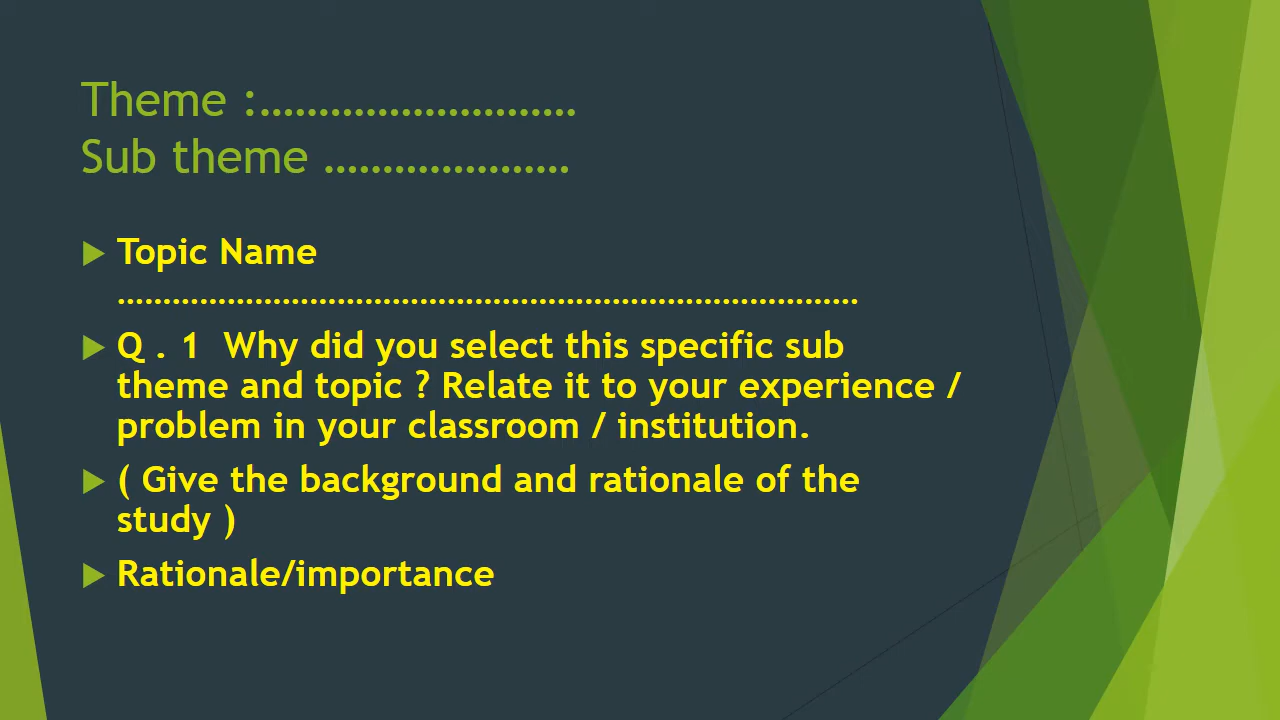 Theme :...........................
Sub theme .....................
Topic Name
.................................................................................
Q . 1  Why did you select this specific sub
theme and topic ? Relate it to your experience /
problem in your classroom / institution.
( Give the background and rationale of the
study )
Rationale/importance